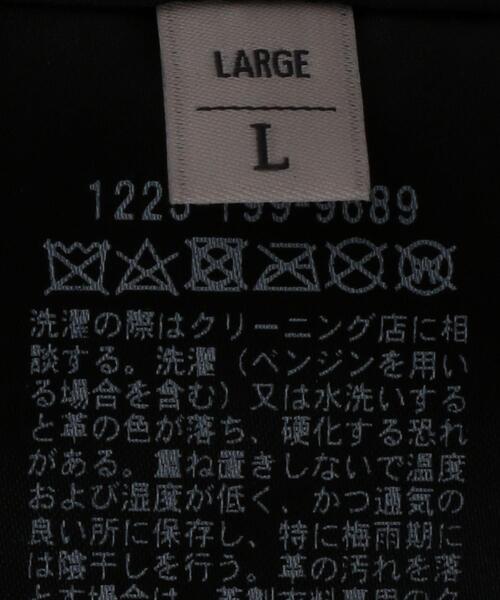 LARGE
L
洗濯の際はクリーニング店に相
談する。洗濯（ベンジンを用い
る場合を含む）又は水洗いする
と革の色が落ち、硬化する恐れ
がある。重ね置きしないで温度
および湿度が低く、かつ通気の
良い所に保存し、特に梅雨期に
は陰干しを行う。革の汚れを落